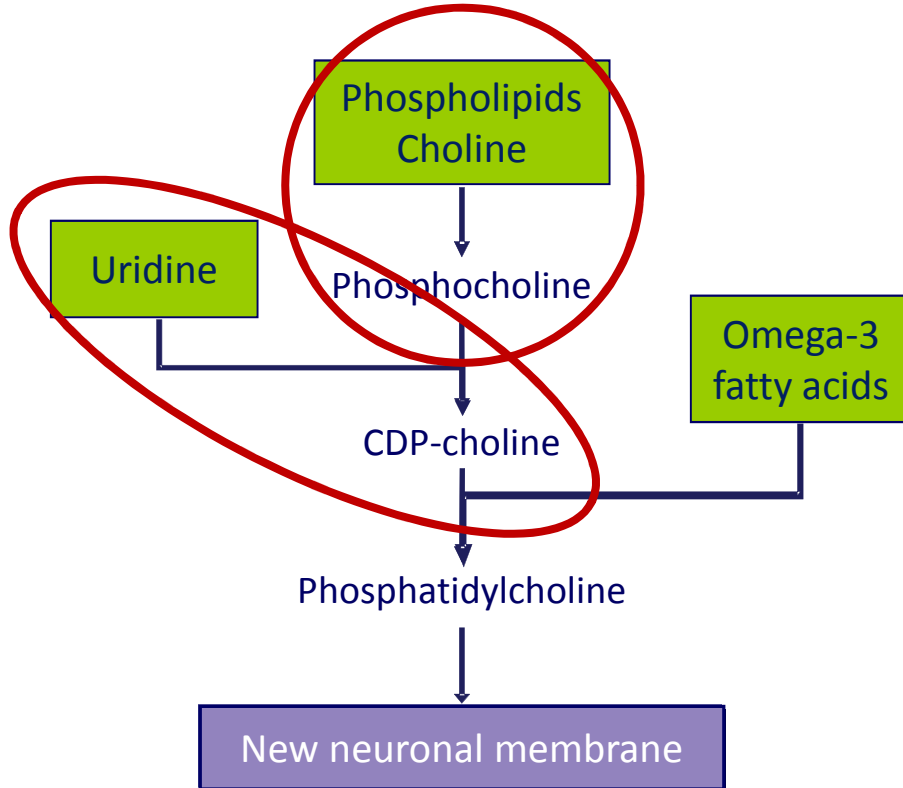 Phospholipids
Choline
Uridine
Phosphocholine
Omega-3
fatty acids
CDP-choline
Phosphatidylcholine
New neuronal membrane